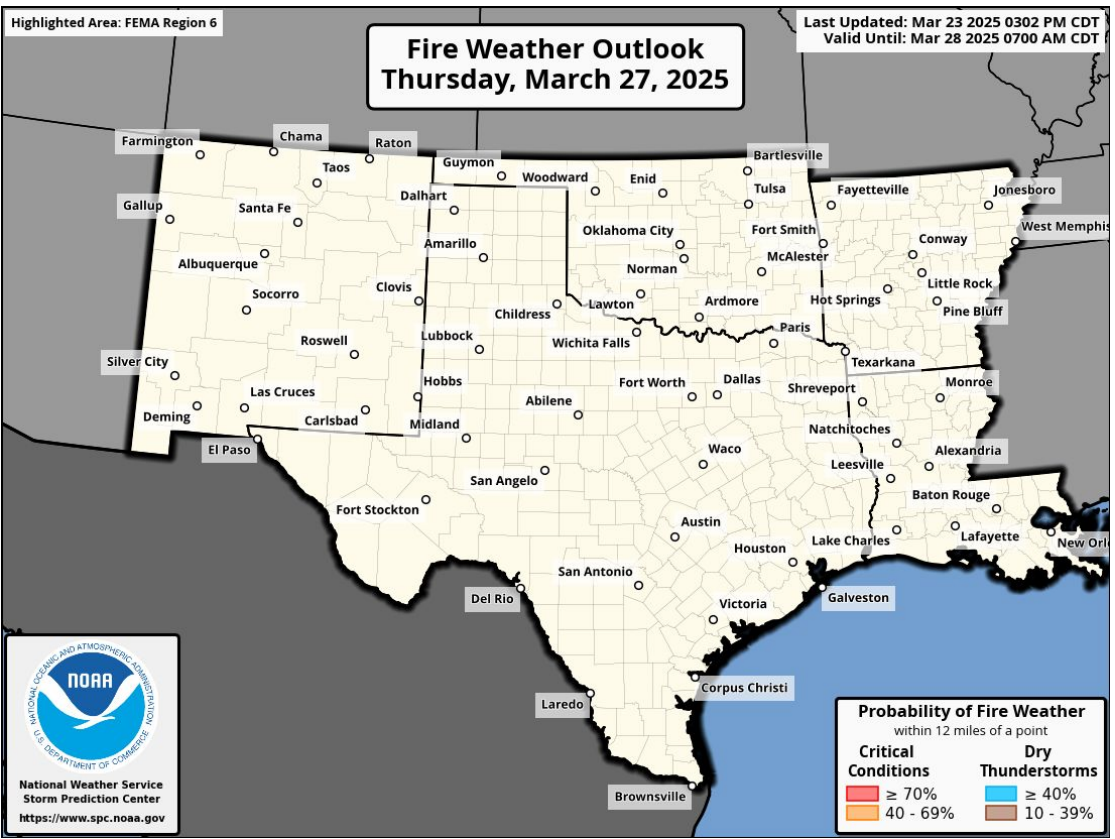 Highlighted Area: FEMA Region 6
Fire Weather Outlook
Thursday, March 27, 2025
Last Updated: Mar 23 2025 0302 PM CDT
Valid Until: Mar 28 2025 0700 AM CDT
Farmington
Chama
Raton
Guymon
Bartlesville
Taos
Woodward
Enid
Tulsa
Fayetteville
Jonesboro
Gallup
Santa Fe
Dalhart
West Memphis
Oklahoma City
Fort Smith
Conway
Amarillo
Albuquerque
Norman
McAlester
Little Rock
Socorro
Clovis
Lawton
Ardmore
Hot Springs
Childress
Pine Bluff
Roswell
Lubbock
Wichita Falls
Paris
Texarkana
Silver City
Hobbs
Fort Worth
Dallas
Shreveport
Monroe
Las Cruces
Abilene
Deming
Carlsbad
Midland
Natchitoches
El Paso
Waco
Alexandria
Leesville
San Angelo
Baton Rouge
Fort Stockton
Austin
Lake Charles
Lafayette
New Orle
Houston
San Antonio
Del Rio
Victoria
Galveston
Laredo
Corpus Christi
Brownsville
NATIONAL OCEANIC AND ATMOSPHERIC ADMINISTRATION
NOAA
U.S. DEPARTMENT OF COMMERCE
National Weather Service
Storm Prediction Center
https://www.spc.noaa.gov
Probability of Fire Weather
within 12 miles of a point
Critical Conditions
≥ 70%
40 - 69%
Dry Thunderstorms
≥ 40%
10 - 39%